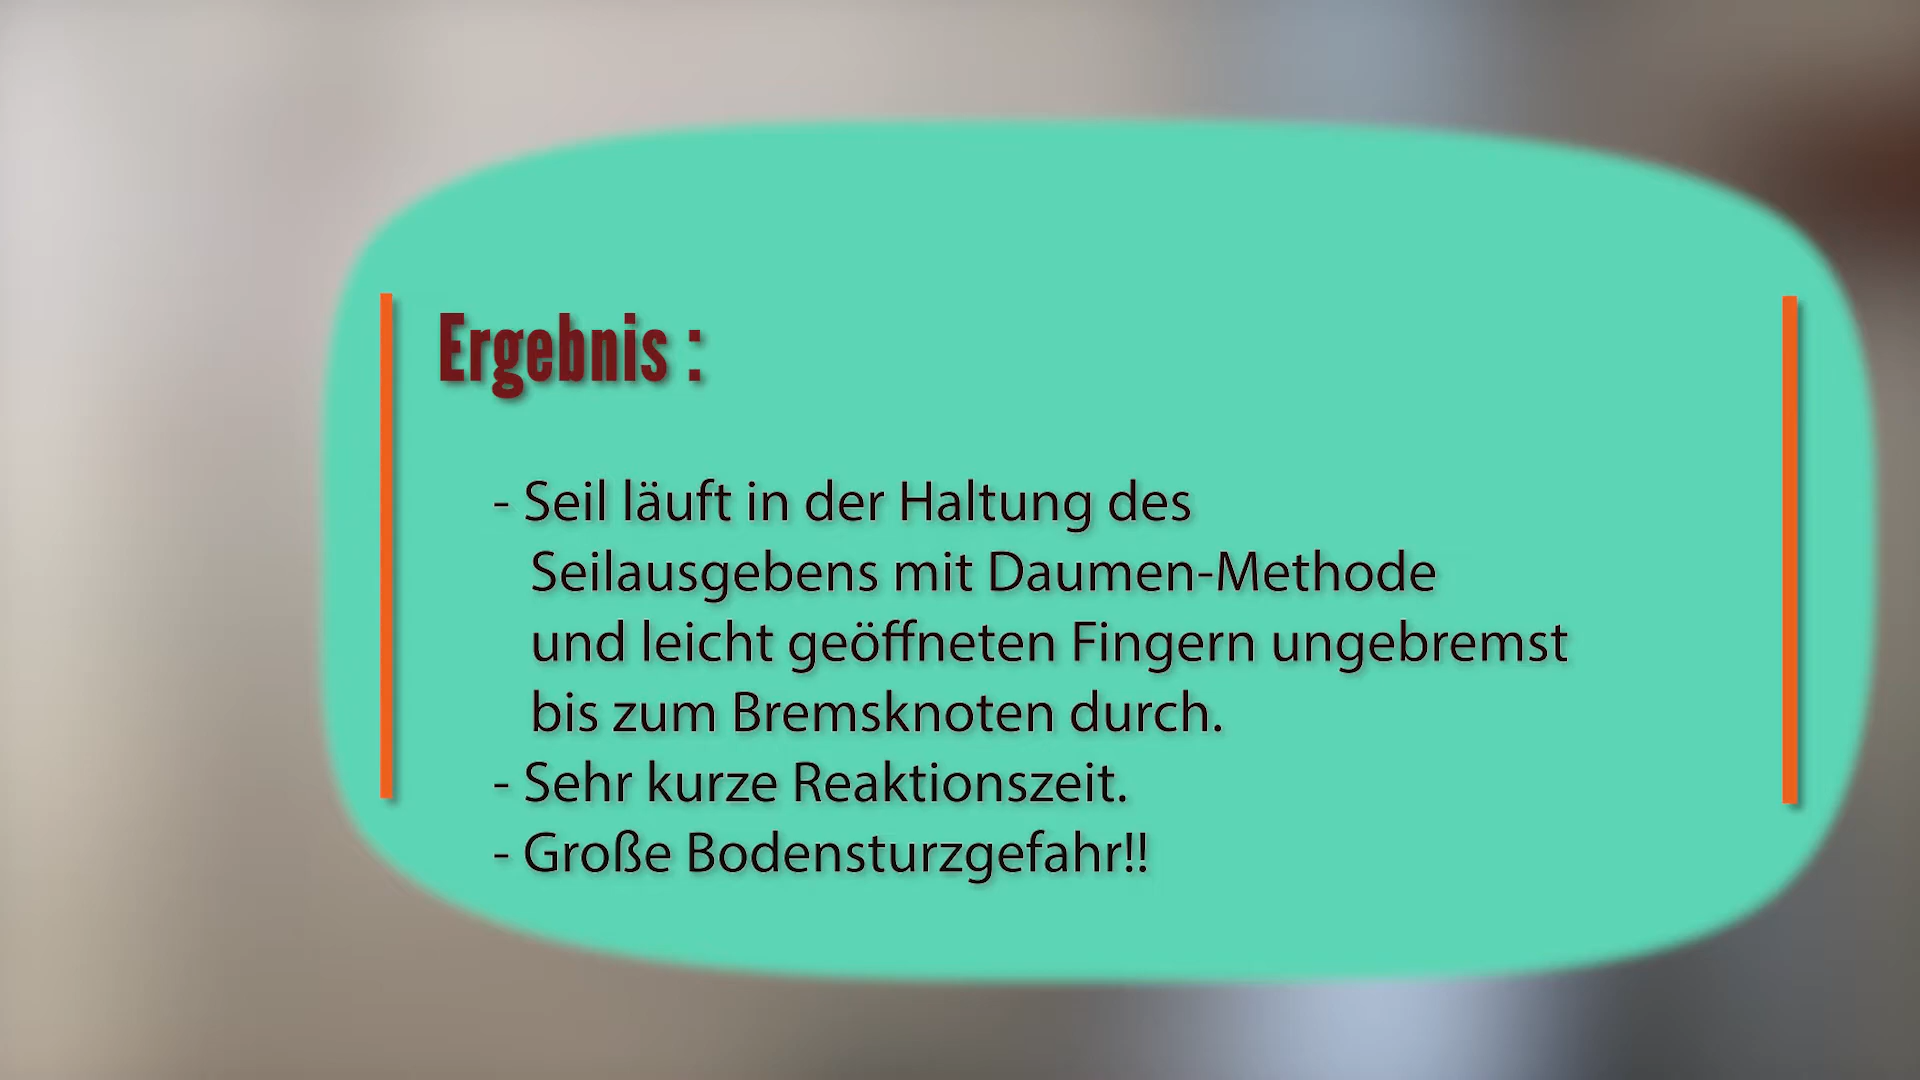 Ergebnis :
- Seil läuft in der Haltung des
Seilausgebens mit Daumen-Methode
und leicht geöffneten Fingern ungebremst
bis zum Bremsknoten durch.
- Sehr kurze Reaktionszeit.
- Große Bodensturzgefahr!!